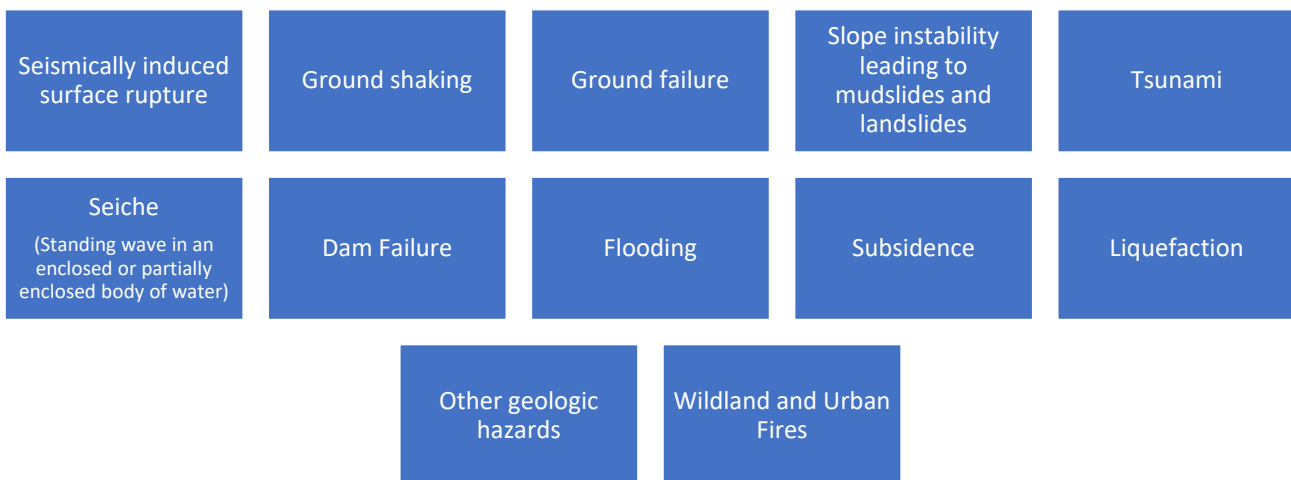 Seismically induced
surface rupture
Ground shaking
Ground failure
Slope instability
leading to
mudslides and
landslides
Tsunami
Seiche
(Standing wave in an
enclosed or partially
enclosed body of water)
Dam Failure
Flooding
Subsidence
Liquefaction
Other geologic
hazards
Wildland and Urban
Fires